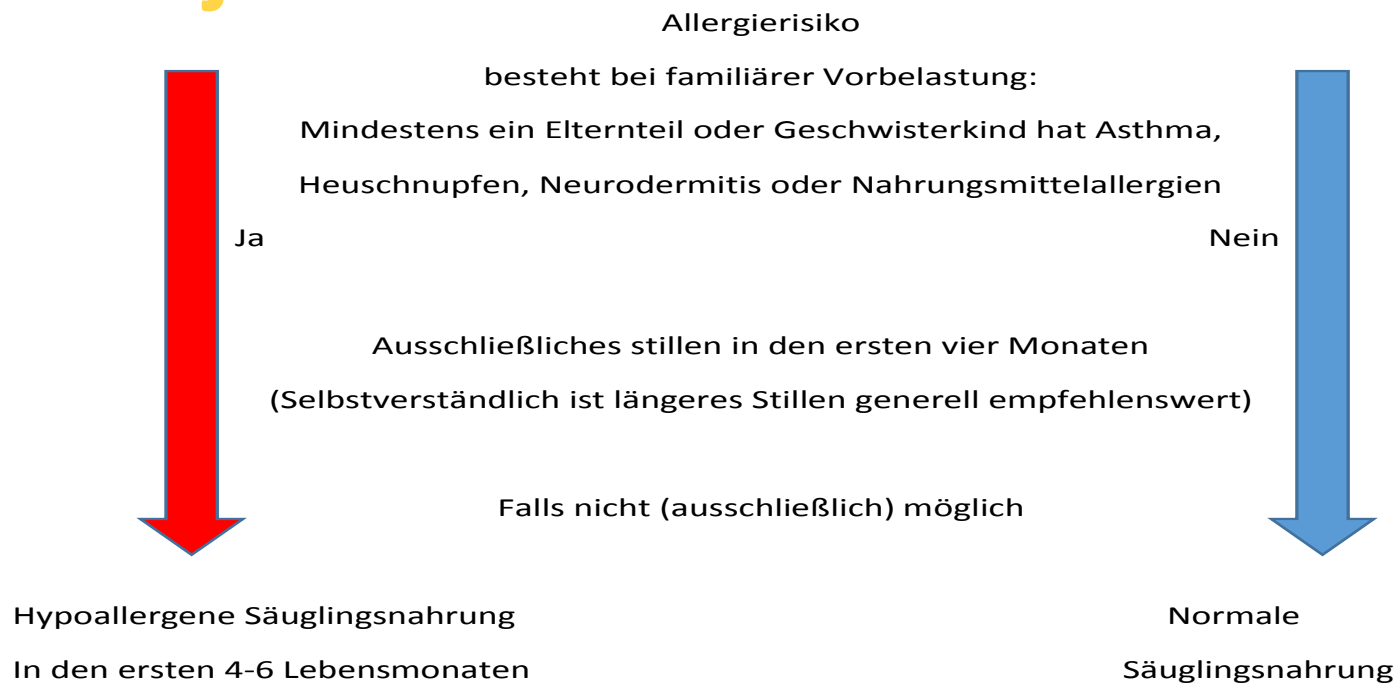 Allergierisiko
besteht bei familiärer Vorbelastung:
Mindestens ein Elternteil oder Geschwisterkind hat Asthma,
Heuschnupfen, Neurodermitis oder Nahrungsmittelallergien
Ja
Nein
Ausschließliches stillen in den ersten vier Monaten
(Selbstverständlich ist längeres Stillen generell empfehlenswert)
Falls nicht (ausschließlich) möglich
Hypoallergene Säuglingsnahrung
In den ersten 4-6 Lebensmonaten
Normale
Säuglingsnahrung